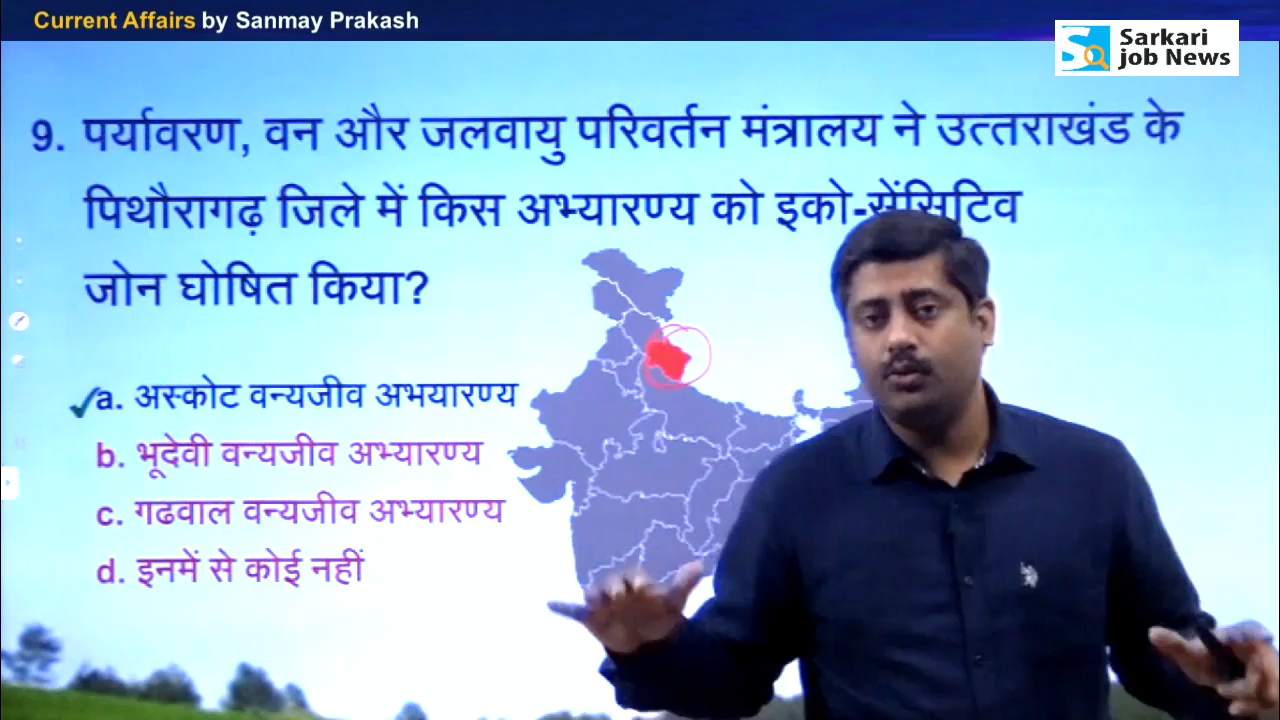 Current Affairs by Sanmay Prakash
Sarkari
Job News
9. पर्यावरण, वन और जलवायु परिवर्तन मंत्रालय ने उत्तराखंड के
पिथौरागढ़ जिले में किस अभ्यारण्य को इको-सेंसिटिव
जोन घोषित किया?
a. अस्कोट वन्यजीव अभयारण्य
b. भूदेवी वन्यजीव अभ्यारण्य
c. गढवाल वन्यजीव अभ्यारण्य
d. इनमें से कोई नहीं